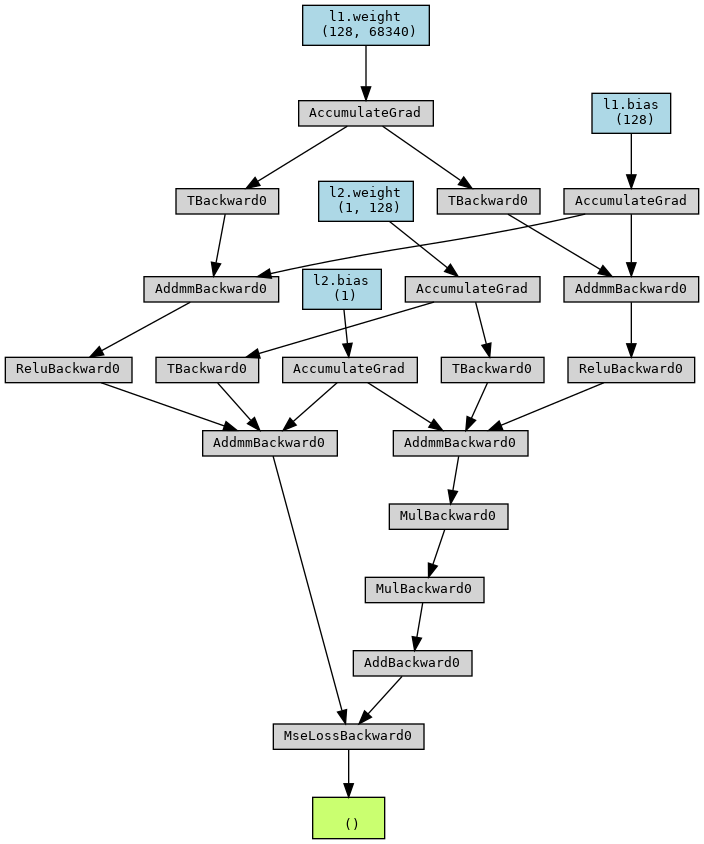 l1.weight
(128, 68340)
l1.bias
(128)
AccumulateGrad
l2.weight
(1, 128)
TBackward0
TBackward0
AccumulateGrad
l2.bias
(1)
AddmmBackward0
AccumulateGrad
AddmmBackward0
ReluBackward0
TBackward0
AccumulateGrad
TBackward0
ReluBackward0
AddmmBackward0
AddmmBackward0
MulBackward0
MulBackward0
AddBackward0
MseLossBackward0
()